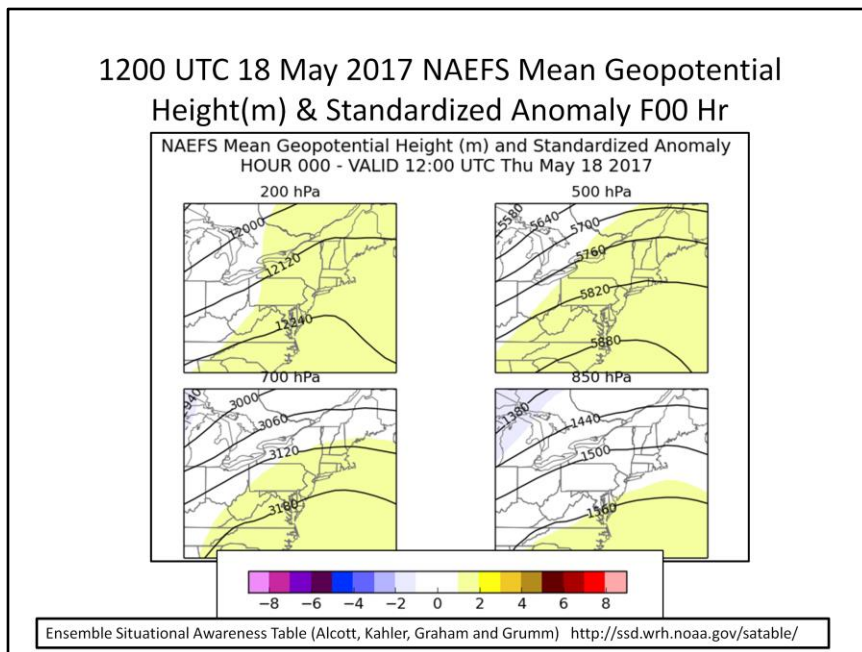 1200 UTC 18 May 2017 NAEFS Mean Geopotential
Height(m) & Standardized Anomaly F00 Hr
NAEFS Mean Geopotential Height (m) and Standardized Anomaly
HOUR 000 - VALID 12:00 UTC Thu May 18 2017
200 hPa
12000
12120
12240
500 hPa
5580
5640
5700
5760
5820
5880
700 hPa
3000
3060
3120
3180
850 hPa
1380
1440
1500
1560
−8 −6 −4 −2 0 2 4 6 8
Ensemble Situational Awareness Table (Alcott, Kahler, Graham and Grumm) http://ssd.wrh.noaa.gov/satable/